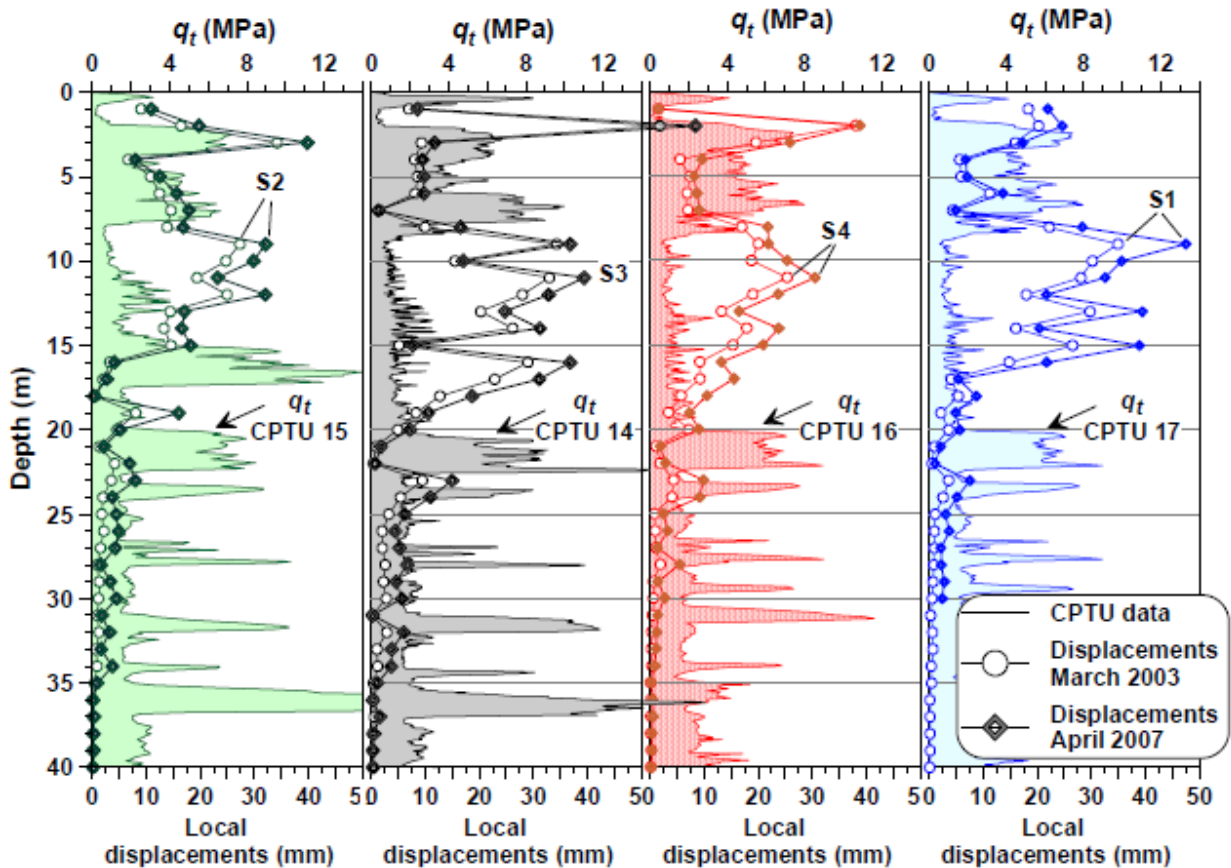 qt (MPa) qt (MPa) qt (MPa) qt (MPa)
0 4 8 12 0 4 8 12 0 4 8 12 0 4 8 12
0
5
10
15
20
25
30
35
40
Depth (m)
S2
S3
S4
S1
qt
CPTU 15
qt
CPTU 14
qt
CPTU 16
qt
CPTU 17
CPTU data
Displacements
March 2003
Displacements
April 2007
0 10 20 30 40 50 10 20 30 40 50 10 20 30 40 50 10 20 30 40 50
Local
displacements (mm)
Local
displacements (mm)
Local
displacements (mm)
Local
displacements (mm)